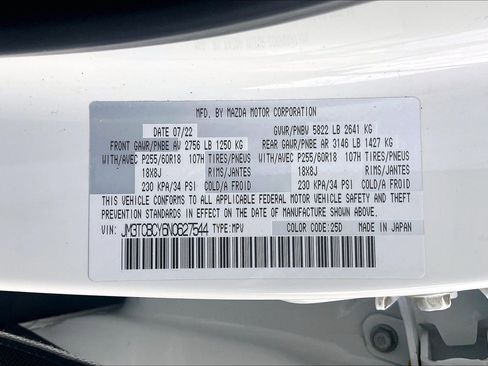 MFD. BY MAZDA MOTOR CORPORATION
DATE 07/22 GVWR/PNBV 5822 LB 2641 KG
FRONT GAWR/PNBE AV 2756 LB 1250 KG REAR GAWR/PNBE AR 3146 LB 1427 KG
WITH/AVEC P255/60R18 107H TIRES/PNEUS WITH/AVEC P255/60R18 107H TIRES/PNEUS
18X8J RIMS/JANTES 18X8J RIMS/JANTES
230 KPA/34 PSI COLD/A FROID 230 KPA/34 PSI COLD/A FROID
THIS VEHICLE CONFORMS TO ALL APPLICABLE FEDERAL MOTOR VEHICLE SAFETY AND THEFT
PREVENTION STANDARDS IN EFFECT ON THE DATE OF MANUFACTURE SHOWN ABOVE.
VIN: JM3TCBCY6N0627544 TYPE:MPV COLOR CODE:25D MADE IN JAPAN